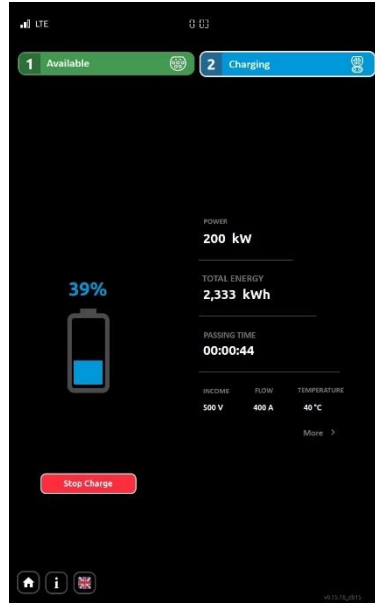 LTE
1 Available
2 Charging
POWER
200 kW
TOTAL ENERGY
2,333 kWh
39%
PASSING TIME
00:00:44
INCOME FLOW TEMPERATURE
500 V 400 A 40 °C
More >
Stop Charge
i